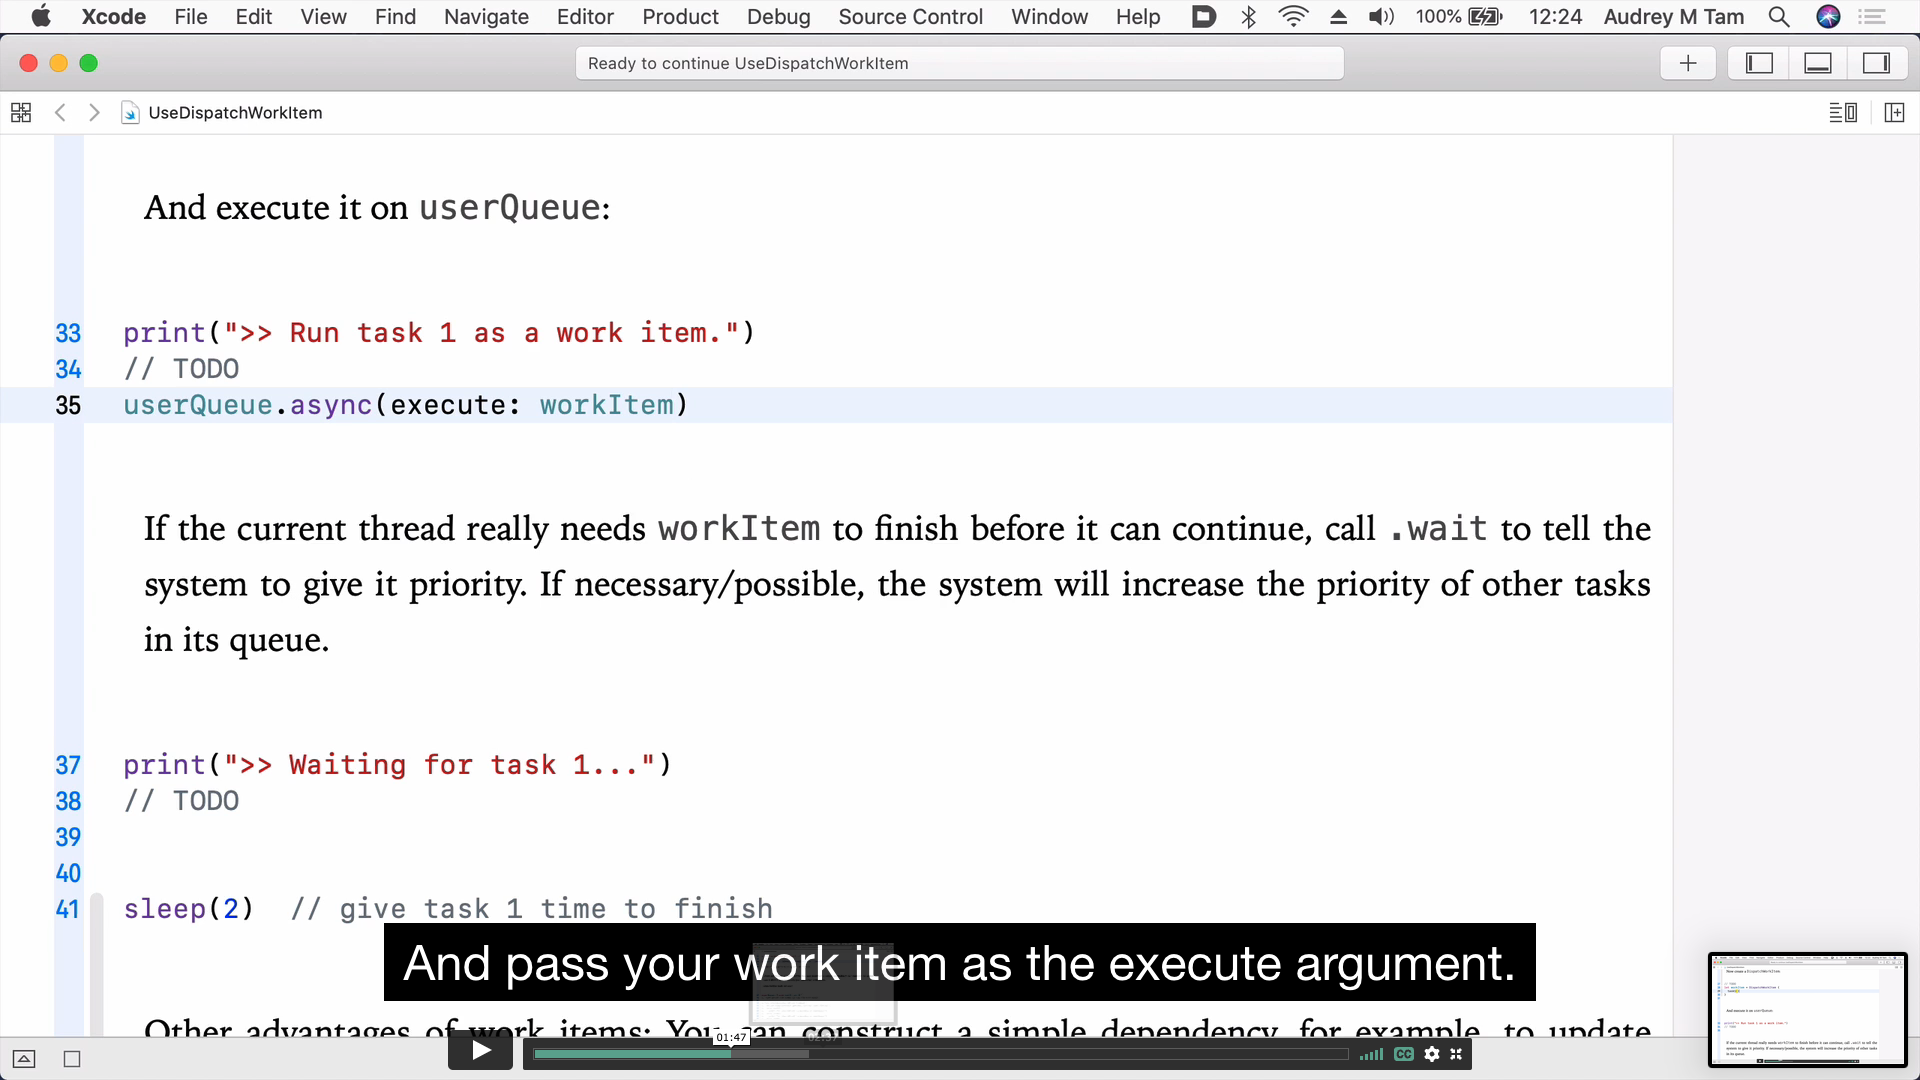 Xcode File Edit View Find Navigate Editor Product Debug Source Control Window Help 100% 12:24 Audrey M Tam
Ready to continue UseDispatchWorkItem
UseDispatchWorkItem
And execute it on userQueue:
33 print(">> Run task 1 as a work item.")
34 // TODO
35 userQueue.async(execute: workItem)
If the current thread really needs workItem to finish before it can continue, call .wait to tell the
system to give it priority. If necessary/possible, the system will increase the priority of other tasks
in its queue.
37 print(">> Waiting for task 1...")
38 // TODO
39
40
41 sleep(2) // give task 1 time to finish
And pass your work item as the execute argument.
Other advantages of work items: You can construct a simple dependency, for example, to update
01:47 02:37
CC